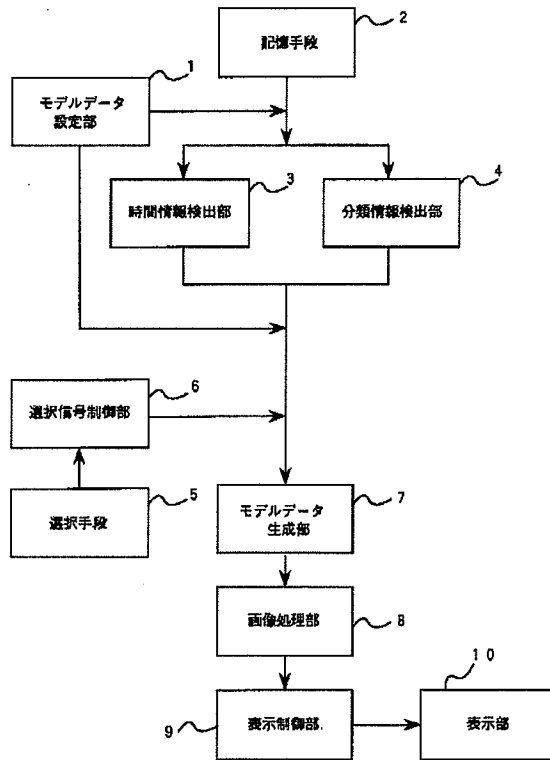 2
記憶手段
1
モデルデータ
設定部
3
時間情報検出部
4
分類情報検出部
6
選択信号制御部
5
選択手段
7
モデルデータ
生成部
8
画像処理部
9
表示制御部
10
表示部